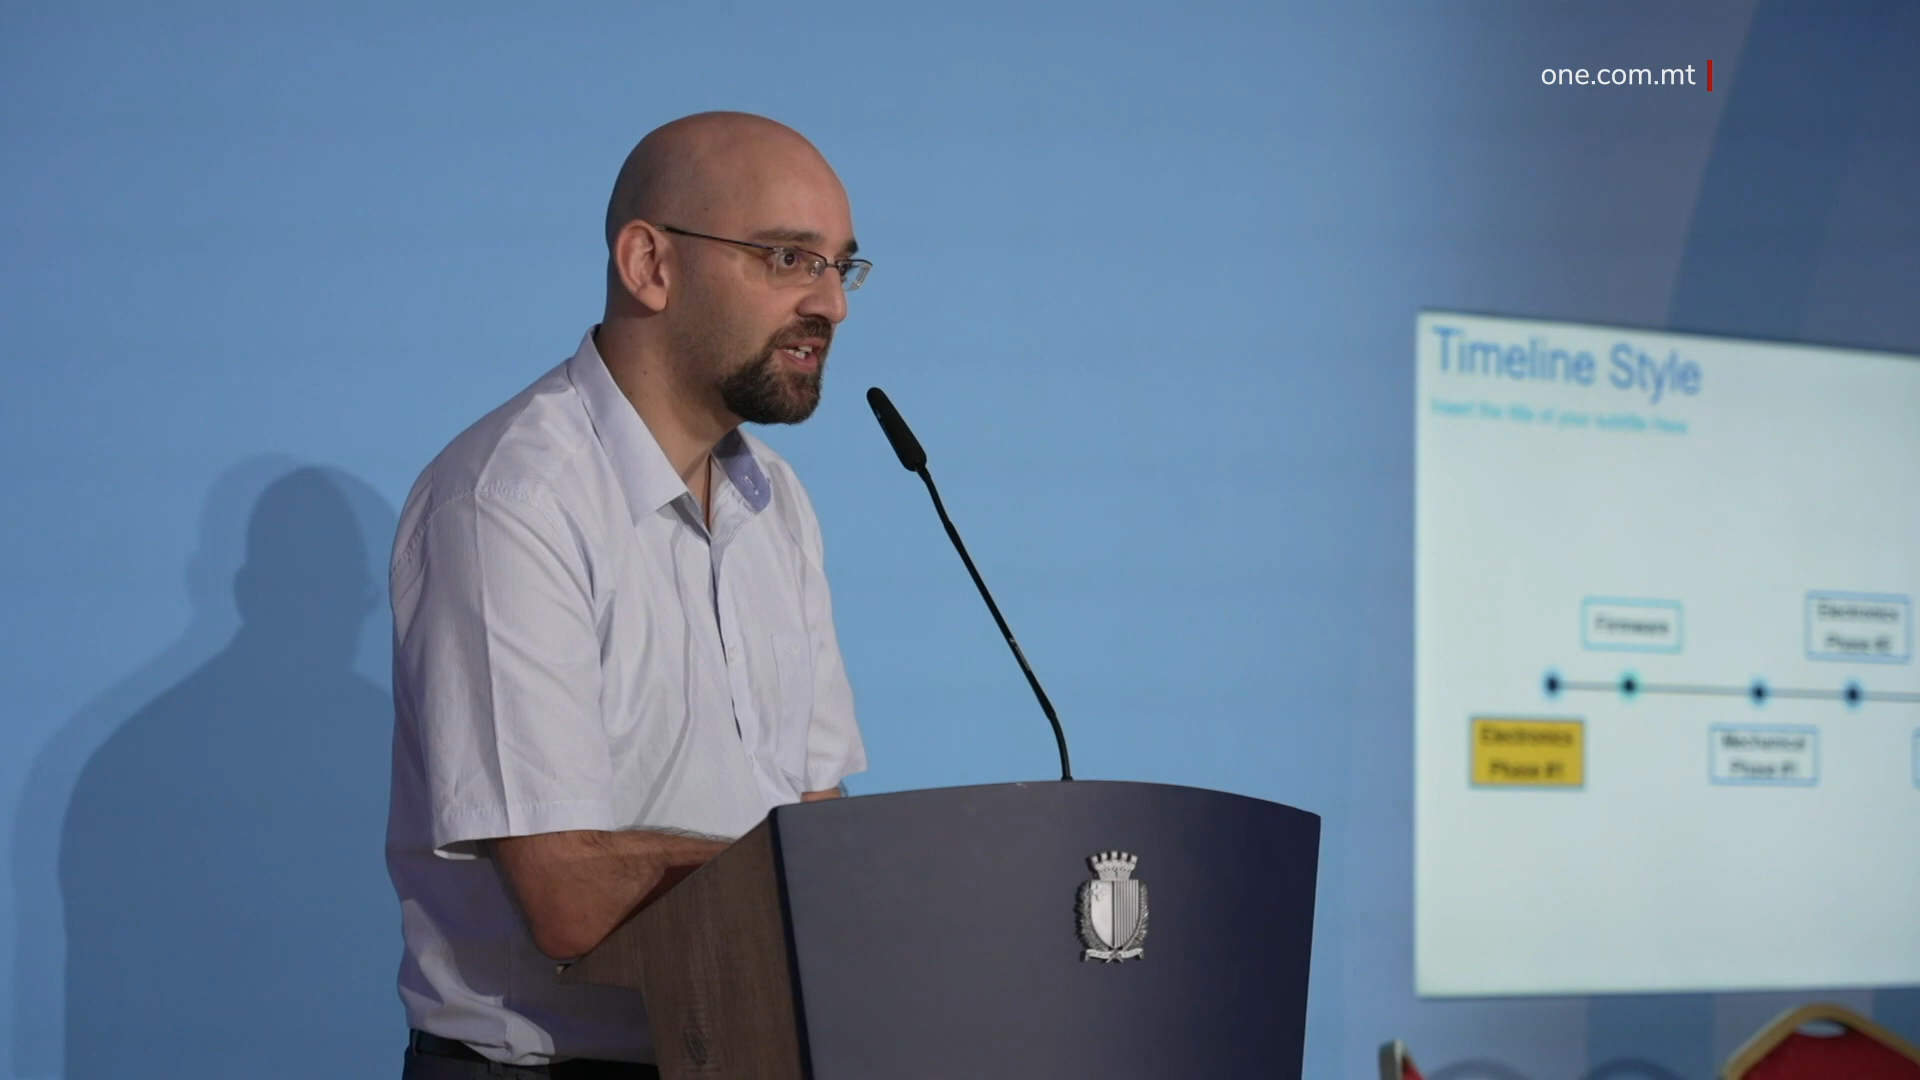 one.com.mt
Timeline Style
Insert the title of your subtitle here
Firmware
Electronics
Phase #2
Electronics
Phase #1
Mechanical
Phase #1